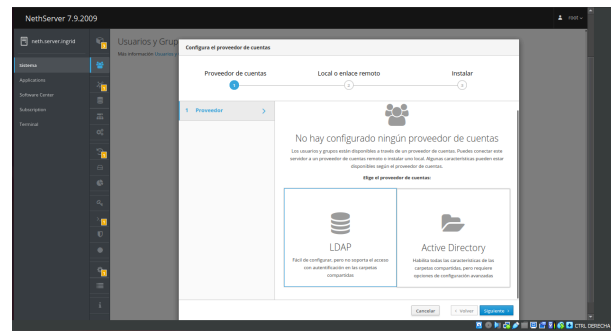 NethServer 7.9.2009
root
neth.server.ingrid
Usuarios y Grup
Más información Usuarios y
Sistema
Applications
Software Center
Subscription
Terminal
Configura el proveedor de cuentas
Proveedor de cuentas
Local o enlace remoto
Instalar
1
2
3
Proveedor
No hay configurado ningún proveedor de cuentas
Los usuarios y grupos están disponibles a través de un proveedor de cuentas. Puedes conectar este
servidor a un proveedor de cuentas remoto o instalar uno local. Algunas características pueden estar
disponibles según el proveedor de cuentas.
Elige el proveedor de cuentas:
LDAP
Fácil de configurar, pero no soporta el acceso
con autentificación en las carpetas
compartidas
Active Directory
Habilita todas las características de las
carpetas compartidas, pero requiere
opciones de configuración avanzadas
Cancelar
< Volver
Siguiente >
CTRL DERECHA